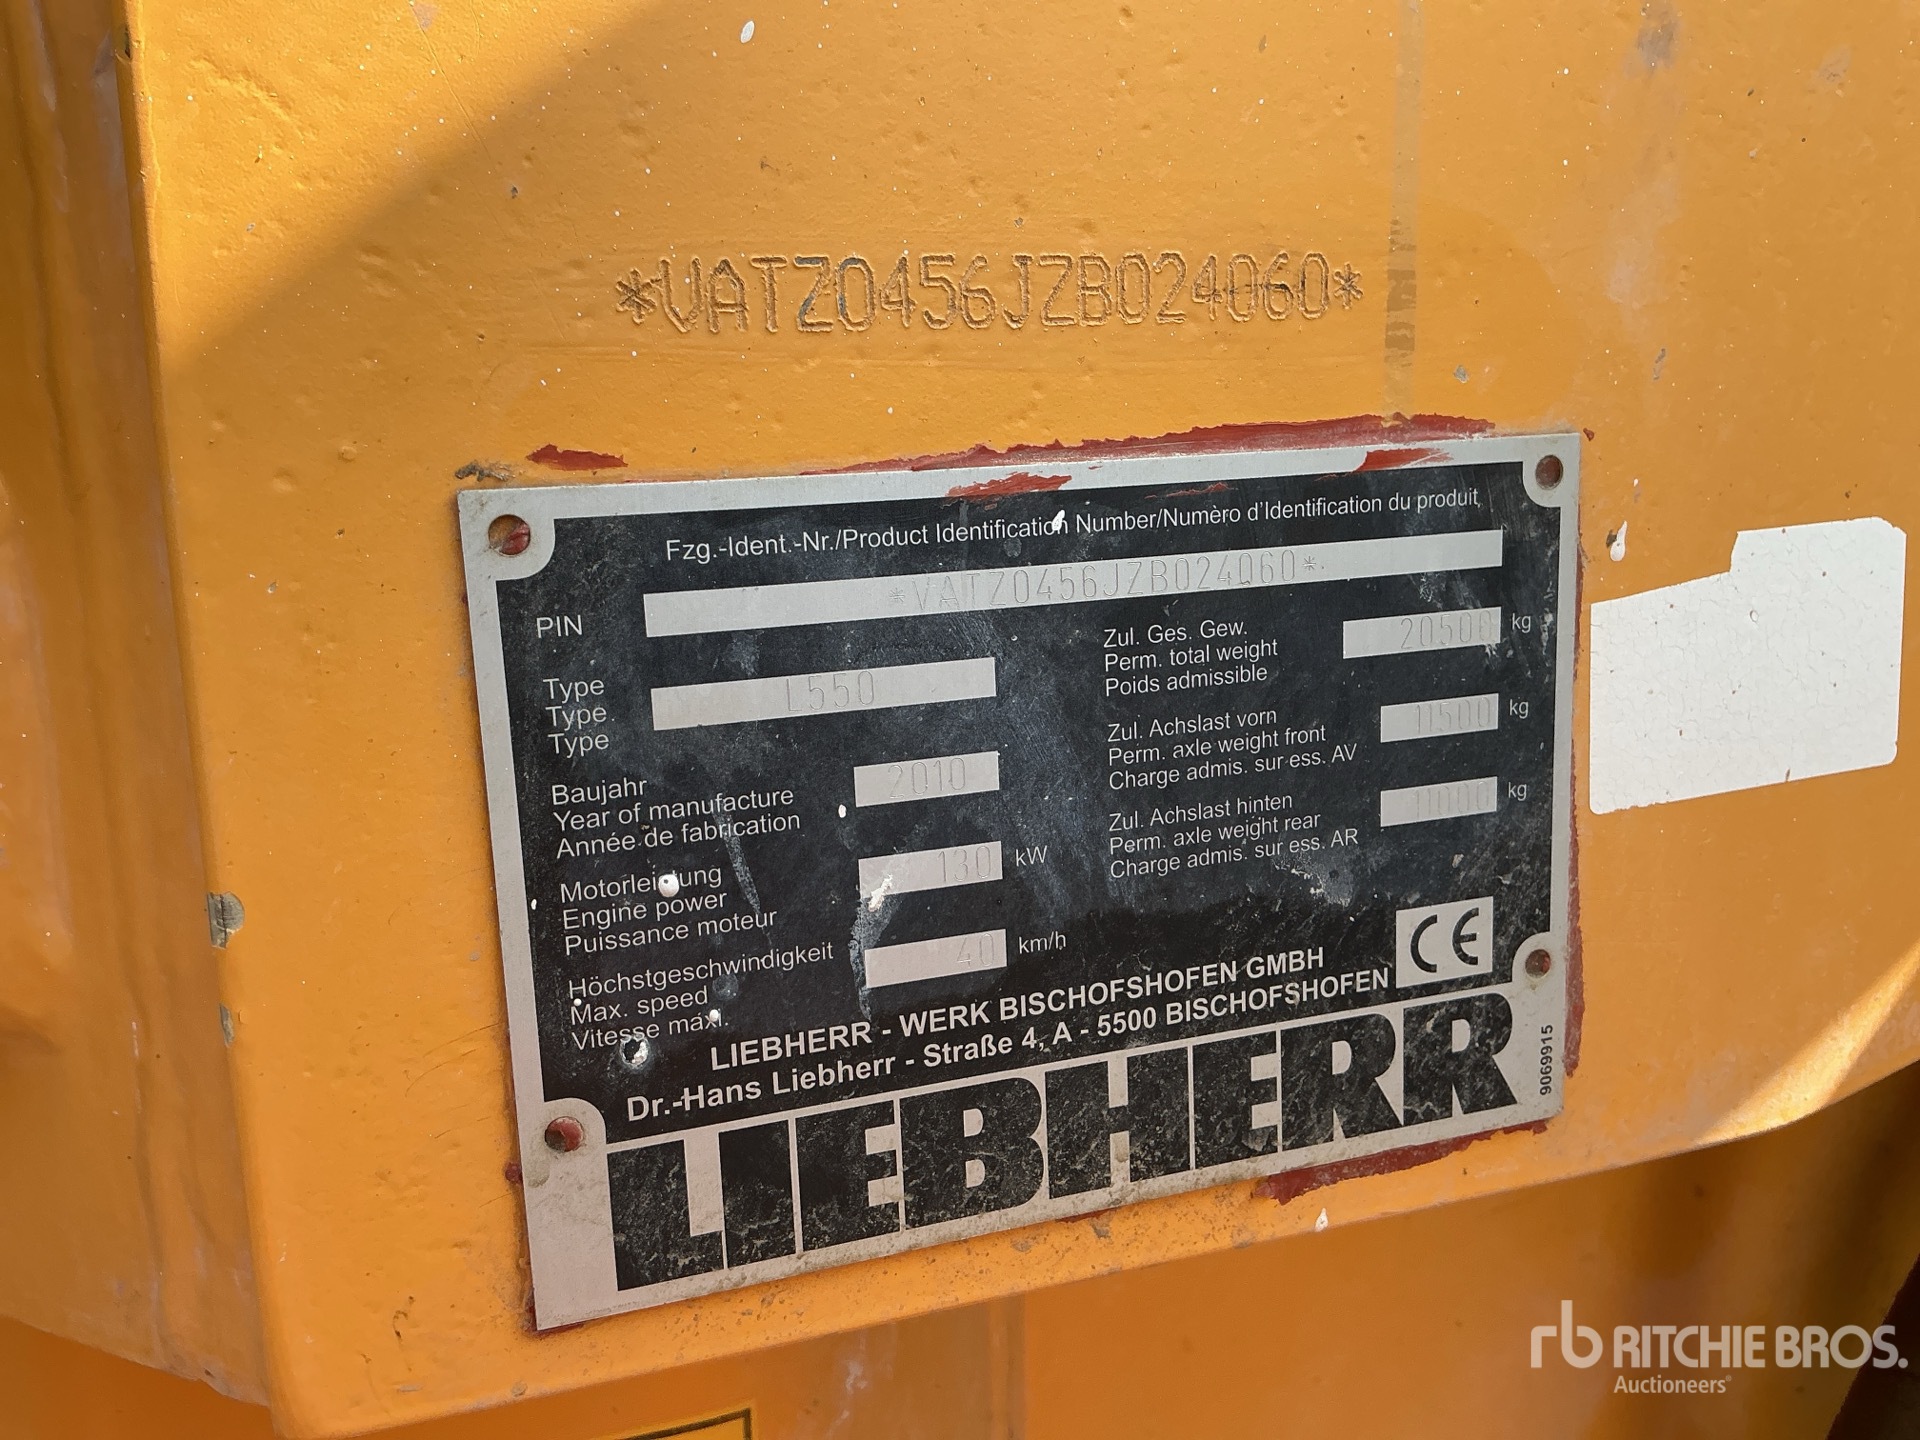 *VATZ0456JZB024060*
Fzg.-Ident.-Nr./Product Identification Number/Numèro d'Identification du produit
PIN *VATZ0456JZB024060*
Type
Type
Type
L550
Baujahr
Year of manufacture
Année de fabrication
2010
Motorleistung
Engine power
Puissance moteur
130 kW
Höchstgeschwindigkeit
Max. speed
Vitesse maxi.
40 km/h
Zul. Ges. Gew.
Perm. total weight
Poids admissible
20500 kg
Zul. Achslast vorn
Perm. axle weight front
Charge admis. sur ess. AV
11500 kg
Zul. Achslast hinten
Perm. axle weight rear
Charge admis. sur ess. AR
11000 kg
CE
LIEBHERR - WERK BISCHOFSHOFEN GMBH
Dr.-Hans Liebherr - Straße 4, A - 5500 BISCHOFSHOFEN
LIEBHERR
9069915
rb RITCHIE BROS.
Auctioneers